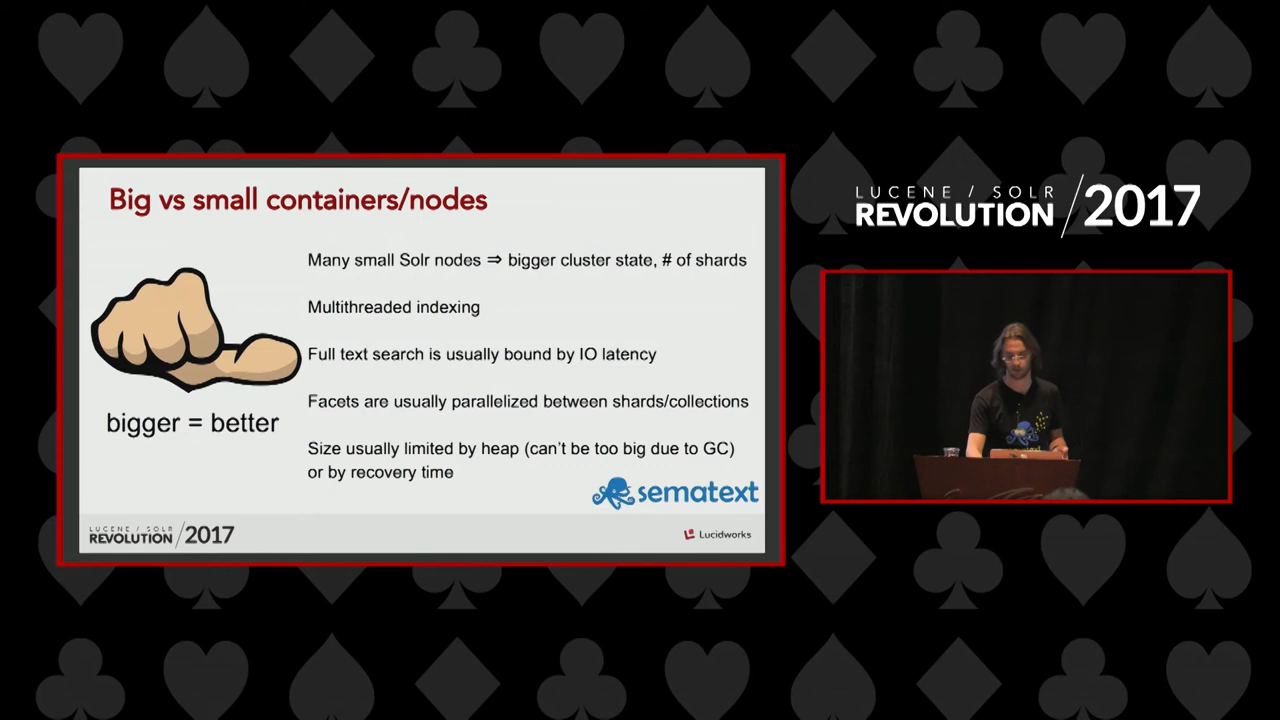 Big vs small containers/nodes
Many small Solr nodes ⇒ bigger cluster state, # of shards
Multithreaded indexing
Full text search is usually bound by IO latency
Facets are usually parallelized between shards/collections
Size usually limited by heap (can't be too big due to GC)
or by recovery time
bigger = better
sematext
LUCENE / SOLR
REVOLUTION / 2017
Lucidworks
LUCENE / SOLR
REVOLUTION / 2017